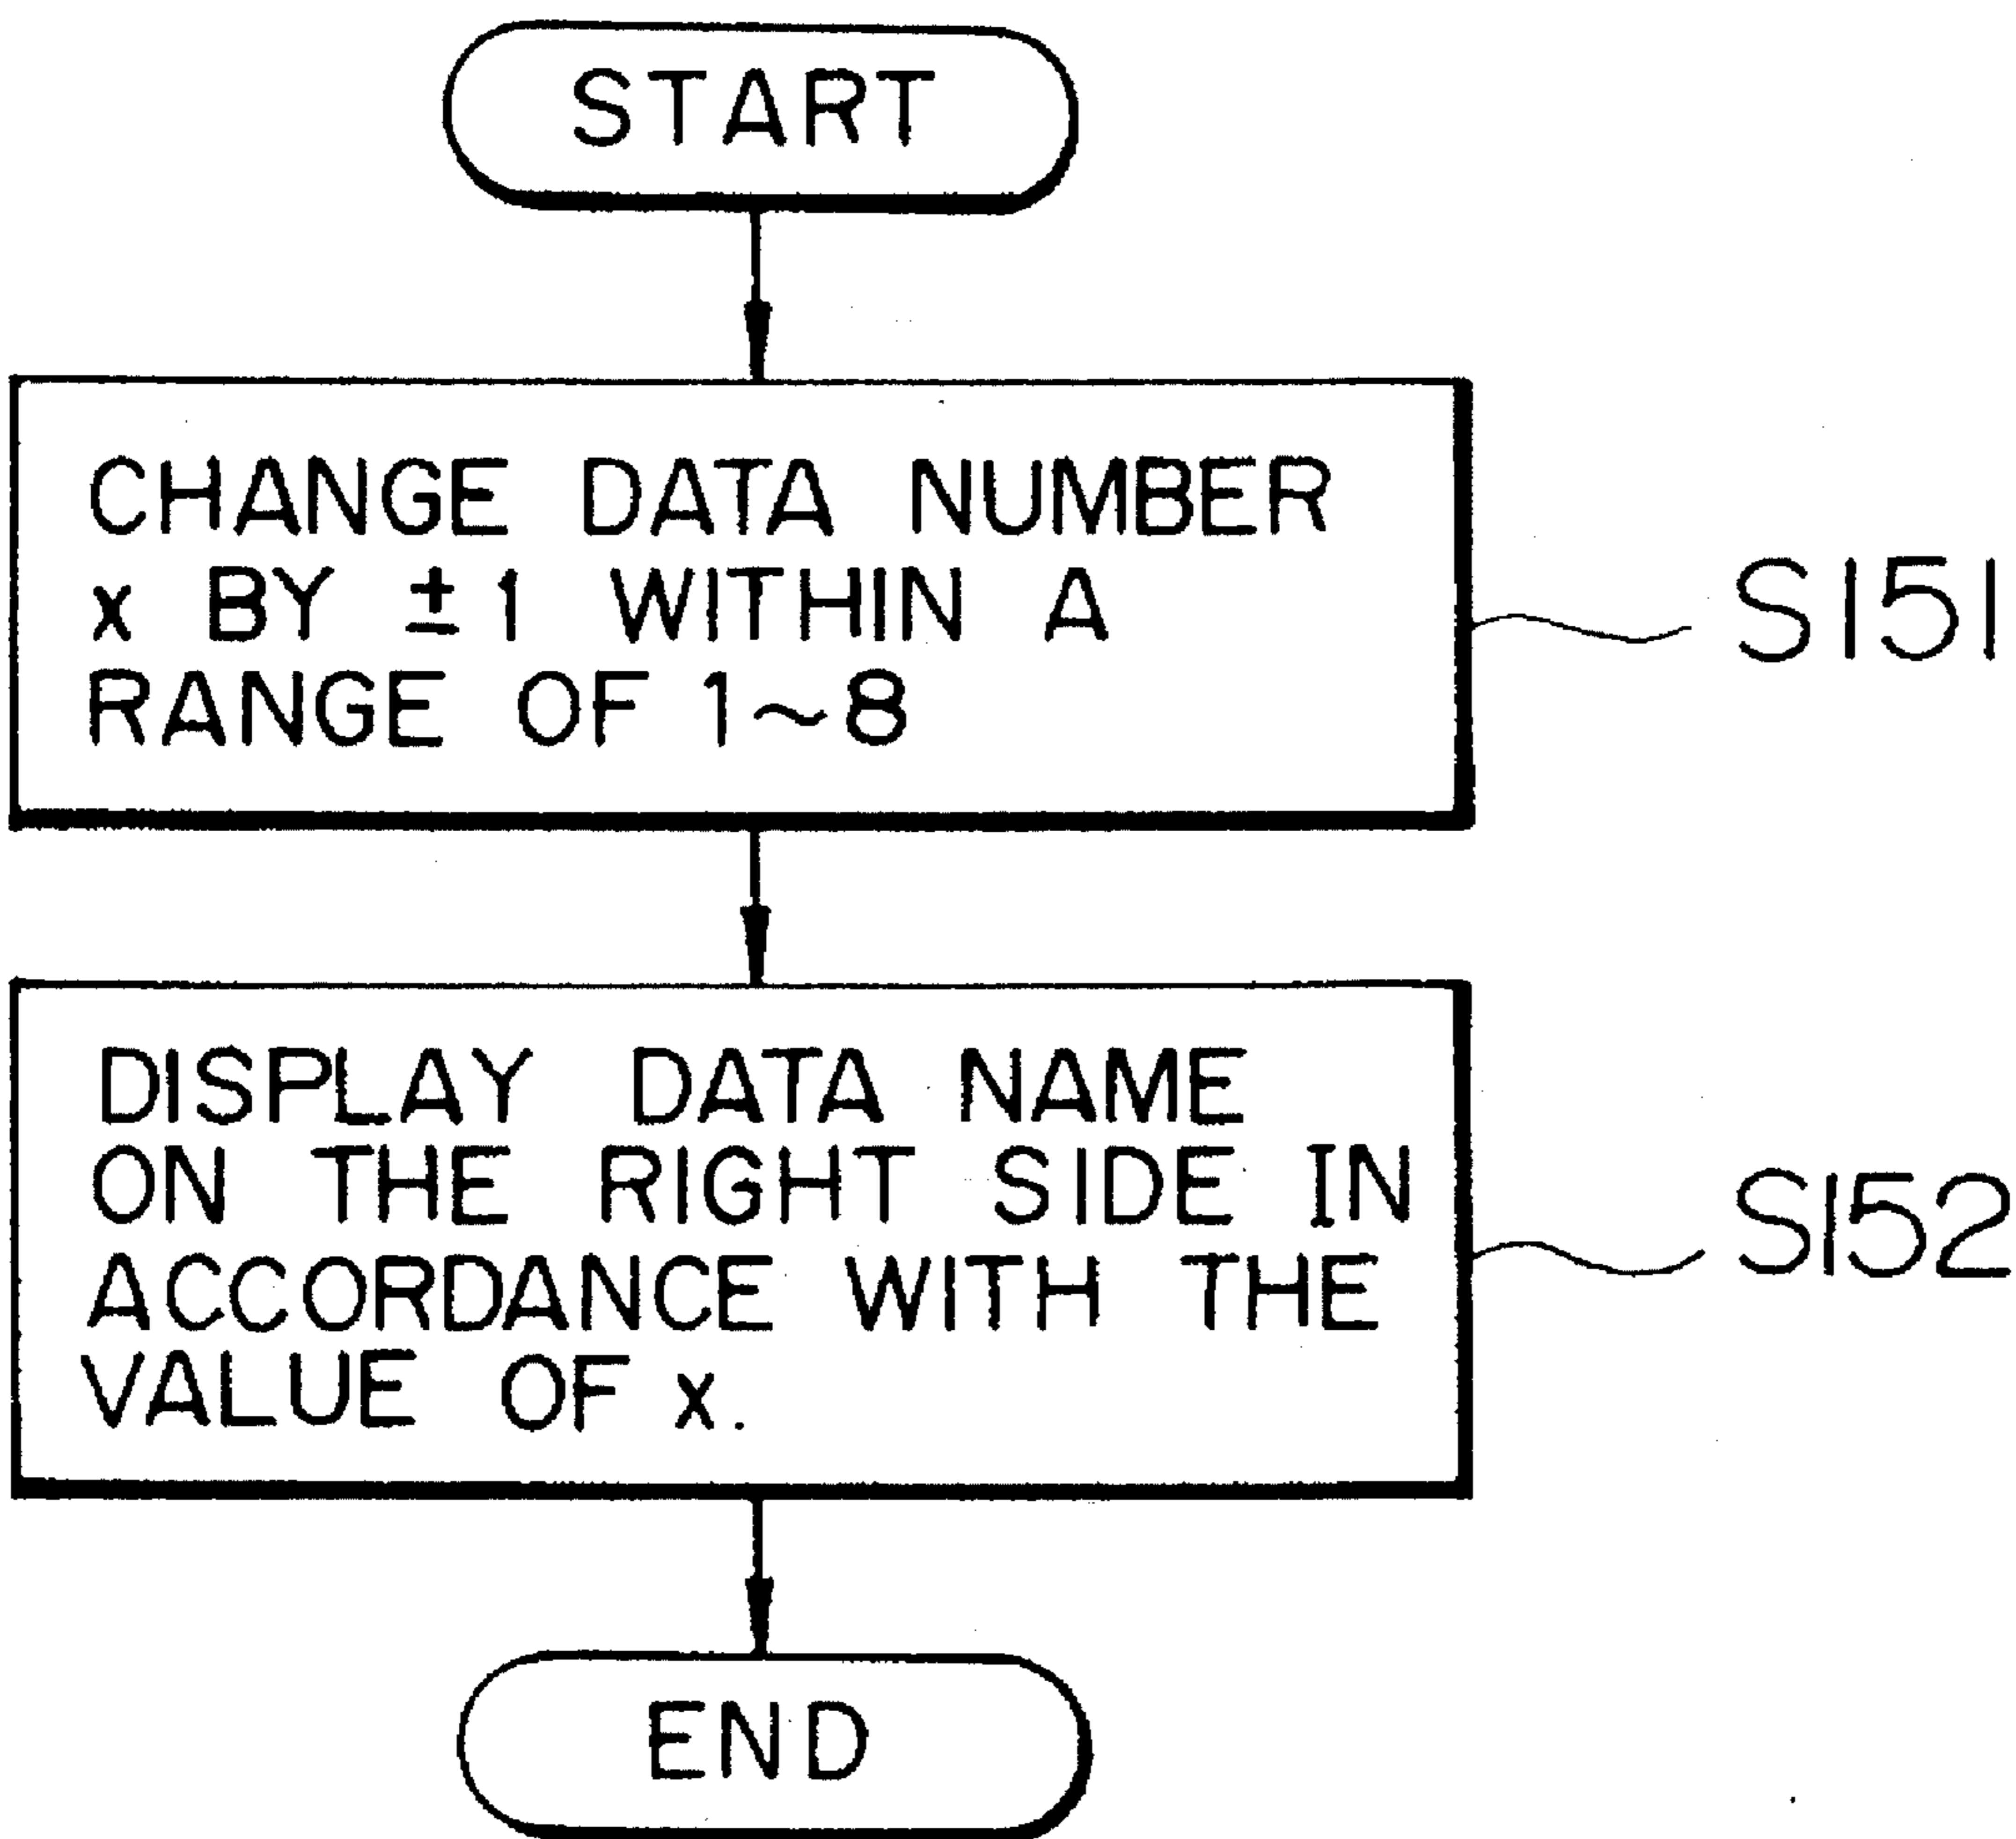 START
CHANGE DATA NUMBER
x BY ±1 WITHIN A
RANGE OF 1~8
S151
DISPLAY DATA NAME
ON THE RIGHT SIDE IN
ACCORDANCE WITH THE
VALUE OF x.
S152
END